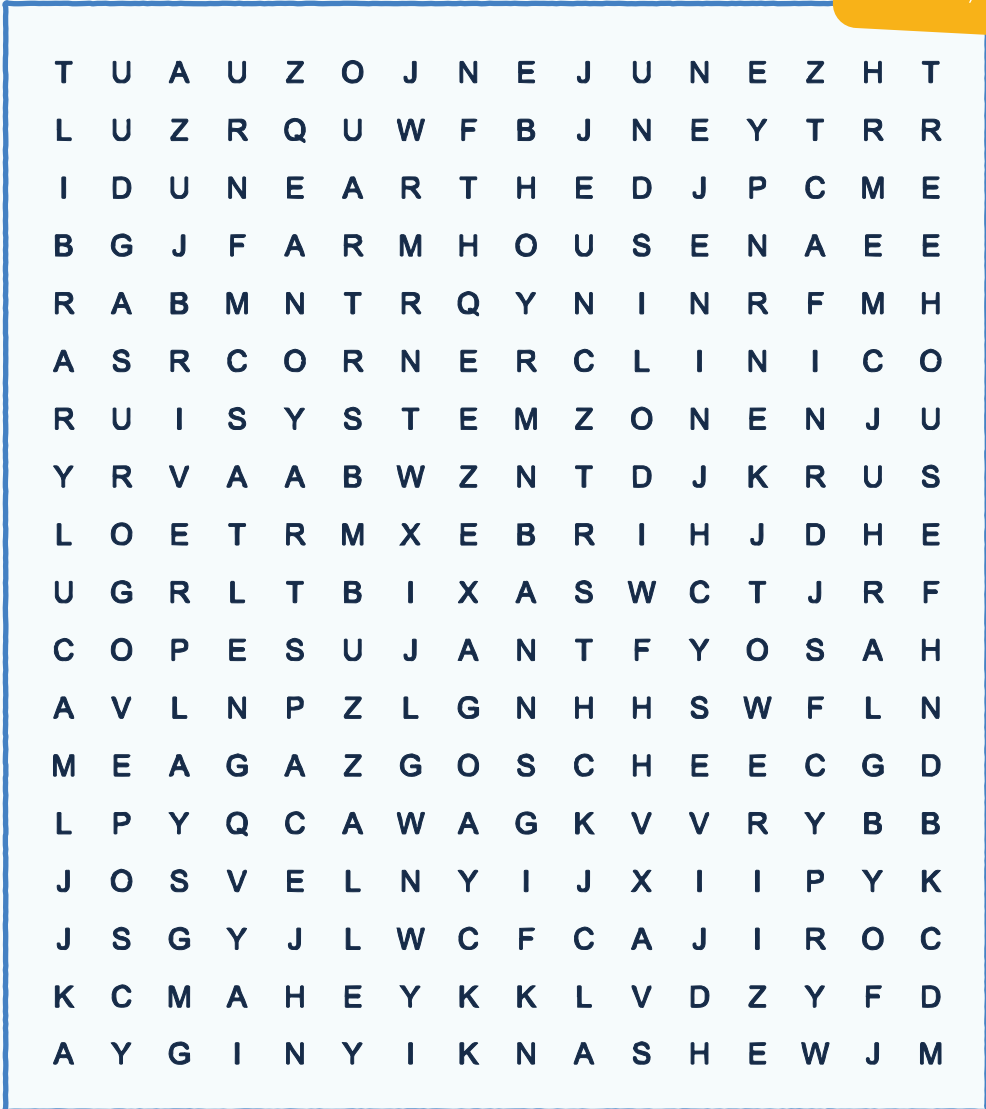 T U A U Z O J N E J U N E Z H T
L U Z R Q U W F B J N E Y T R R
I D U N E A R T H E D J P C M E
B G J F A R M H O U S E N A E E
R A B M N T R Q Y N I N R F M H
A S R C O R N E R C L I N I C O
R U I S Y S T E M Z O N E N J U
Y R V A A B W Z N T D J K R U S
L O E T R M X E B R I H J D H E
U G R L T B I X A S W C T J R F
C O P E S U J A N T F Y O S A H
A V L N P Z L G N H H S W F L N
M E A G A Z G O S C H E E C G D
L P Y Q C A W A G K V V R Y B B
J O S V E L N Y I J X I I P Y K
J S G Y J L W C F C A J I R O C
K C M A H E Y K K L V D Z Y F D
A Y G I N Y I K N A S H E W J M